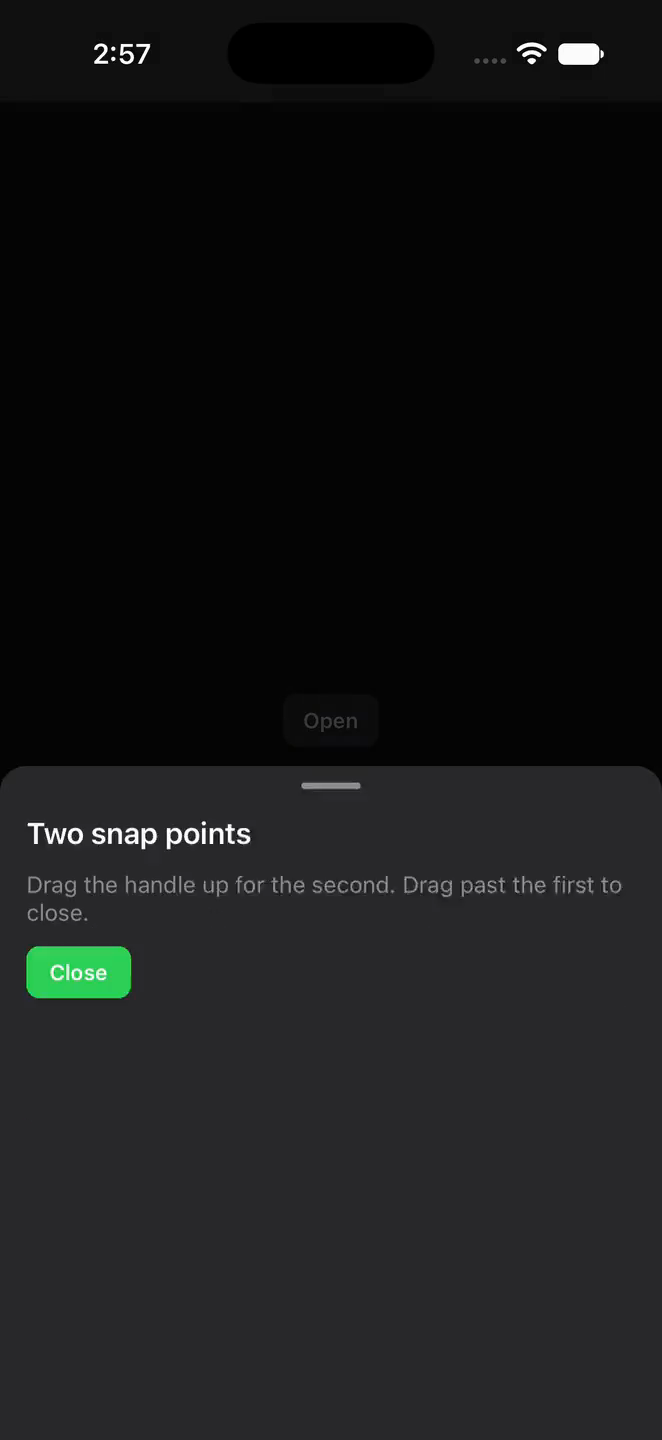 2:57
Open
Two snap points
Drag the handle up for the second. Drag past the first to
close.
Close